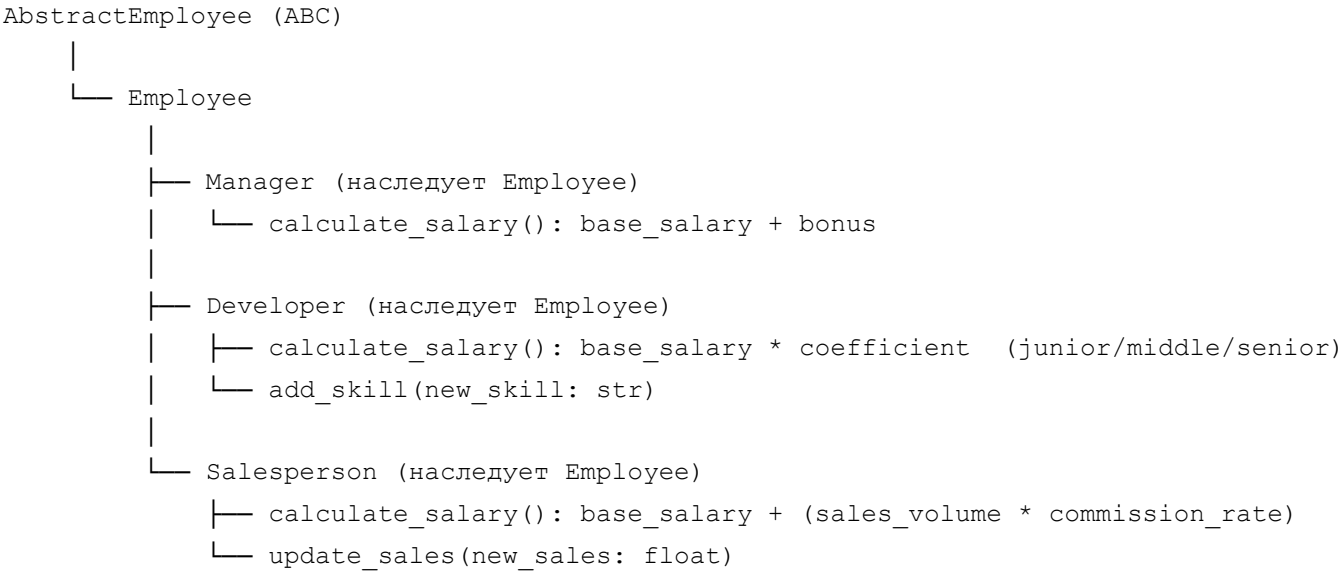 AbstractEmployee (ABC)
│
└── Employee
│
├── Manager (наследует Employee)
│ └── calculate_salary(): base_salary + bonus
│
├── Developer (наследует Employee)
│ ├── calculate_salary(): base_salary * coefficient (junior/middle/senior)
│ └── add_skill(new_skill: str)
│
└── Salesperson (наследует Employee)
├── calculate_salary(): base_salary + (sales_volume * commission_rate)
└── update_sales(new_sales: float)